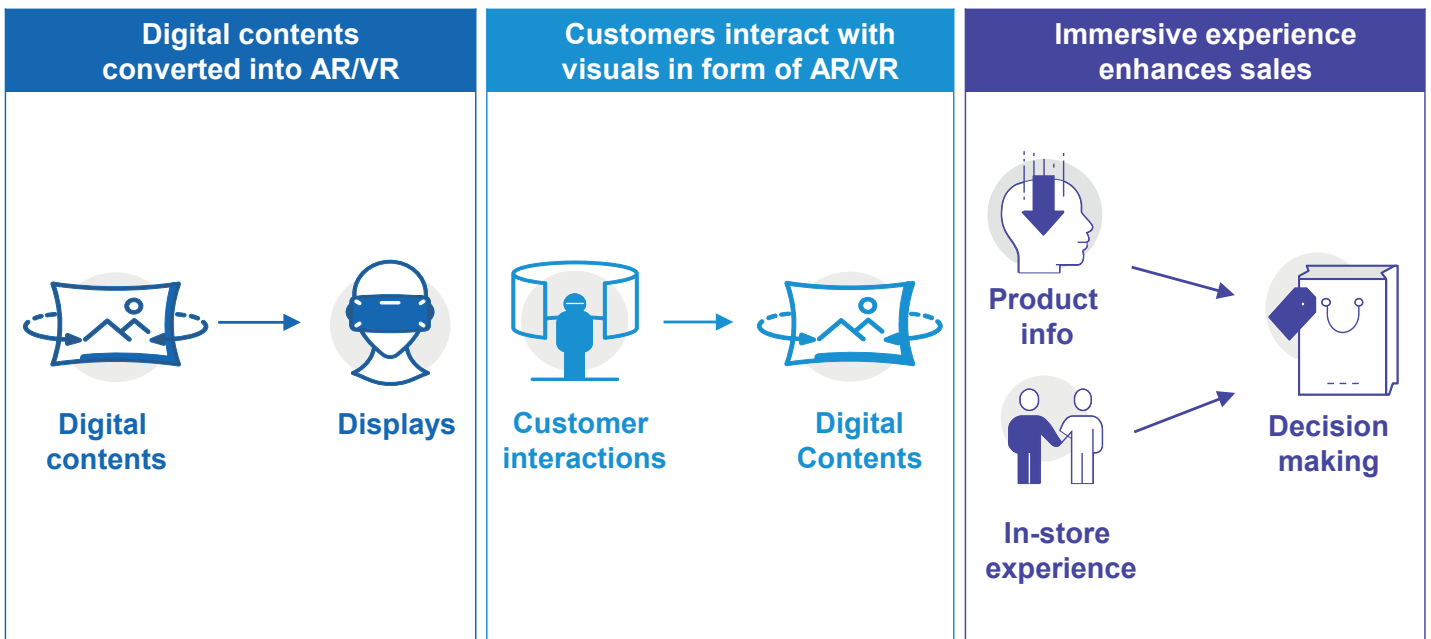 Digital contents
converted into AR/VR
Digital
contents
Displays
Customers interact with
visuals in form of AR/VR
Customer
interactions
Digital
Contents
Immersive experience
enhances sales
Product
info
In-store
experience
Decision
making